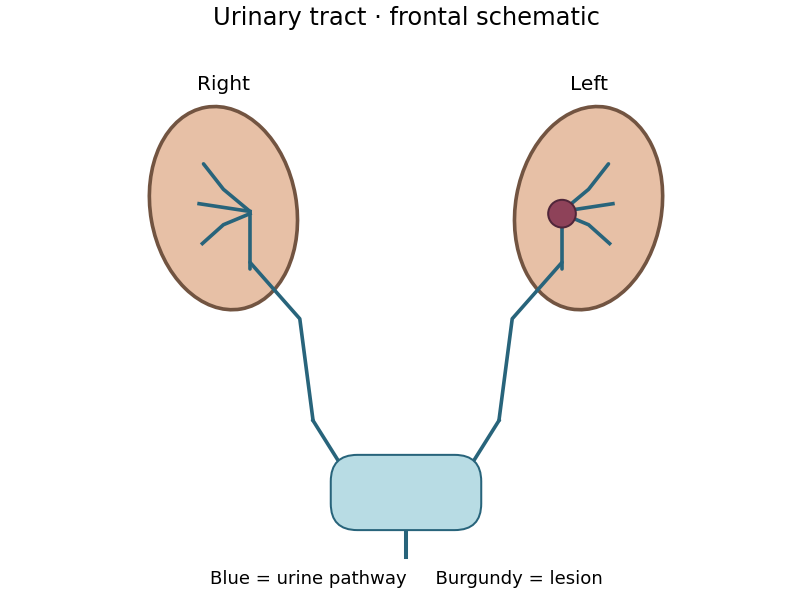 Urinary tract · frontal schematic
Right
Left
Blue = urine pathway
Burgundy = lesion